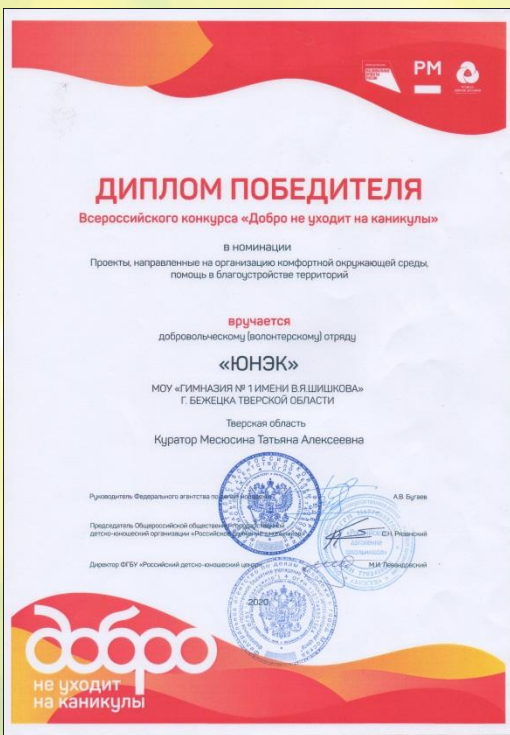 РМ
ДИПЛОМ ПОБЕДИТЕЛЯ
Всероссийского конкурса «Добро не уходит на каникулы»
в номинации
Проекты, направленные на организацию комфортной окружающей среды,
помощь в благоустройстве территорий
вручается
добровольческому (волонтерскому) отряду
«ЮНЭК»
МОУ «ГИМНАЗИЯ № 1 ИМЕНИ В.Я.ШИШКОВА»
Г. БЕЖЕЦКА ТВЕРСКОЙ ОБЛАСТИ
Тверская область
Куратор Месюсина Татьяна Алексеевна
Руководитель Федерального агентства по делам молодежи А.В. Бугаев
Председатель Общероссийской общественно-государственной
детско-юношеской организации «Российское движение школьников» С.Н. Рязанский
Директор ФГБУ «Российский детско-юношеский центр» М.И. Левандовский
2020
добро
не уходит
на каникулы